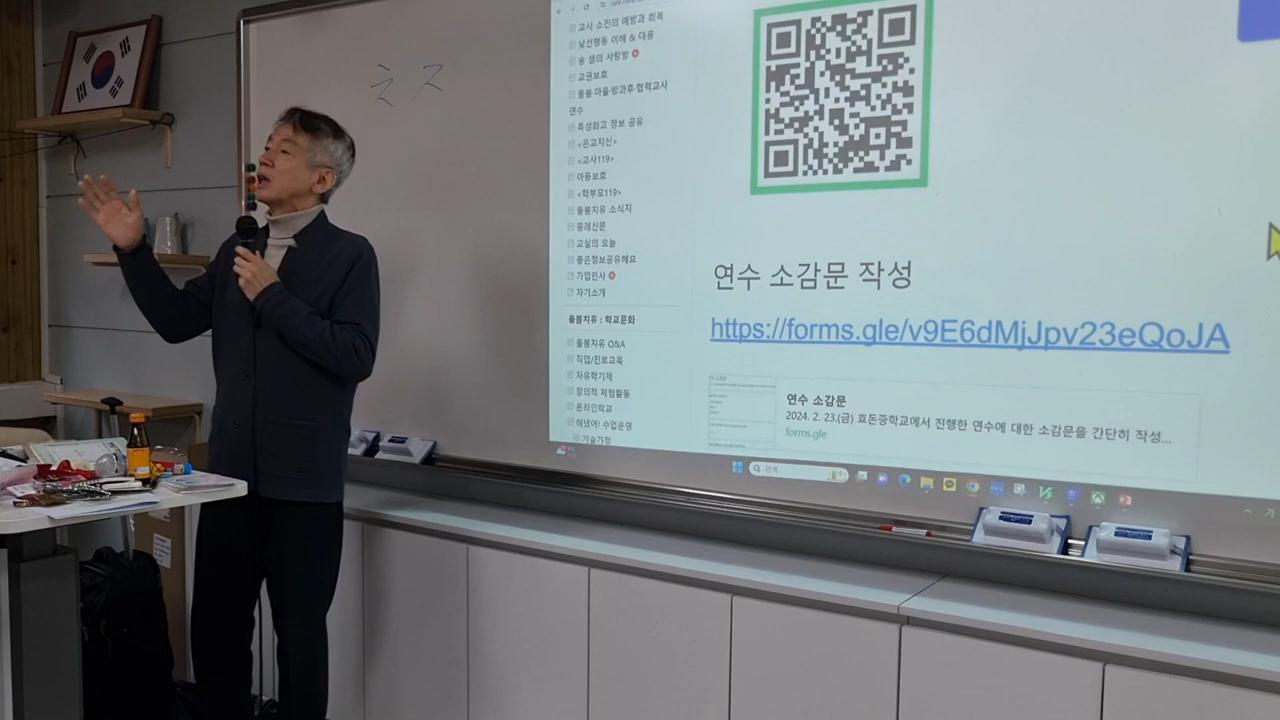 ㅊ ㅈ
교사 소진의 예방과 회복
낯선행동 이해 & 대응
송 샘의 사랑방
교권보호
돌봄·마을·방과후·협력교사
연수
특성화고 정보 공유
<온고지신>
<교사119>
아동보호
<학부모119>
돌봄치유 소식지
종례신문
교실의 오늘
좋은정보공유해요
가입인사
자기소개
돌봄치유 : 학교문화
돌봄치유 Q&A
직업/진로교육
자유학기제
창의적 체험활동
온라인학교
해냈어! 수업운영
기술가정
연수 소감문 작성
https://forms.gle/v9E6dMjJpv23eQoJA
연수 소감문
2024. 2. 23.(금) 효돈중학교에서 진행한 연수에 대한 소감문을 간단히 작성...
forms.gle
검색
가